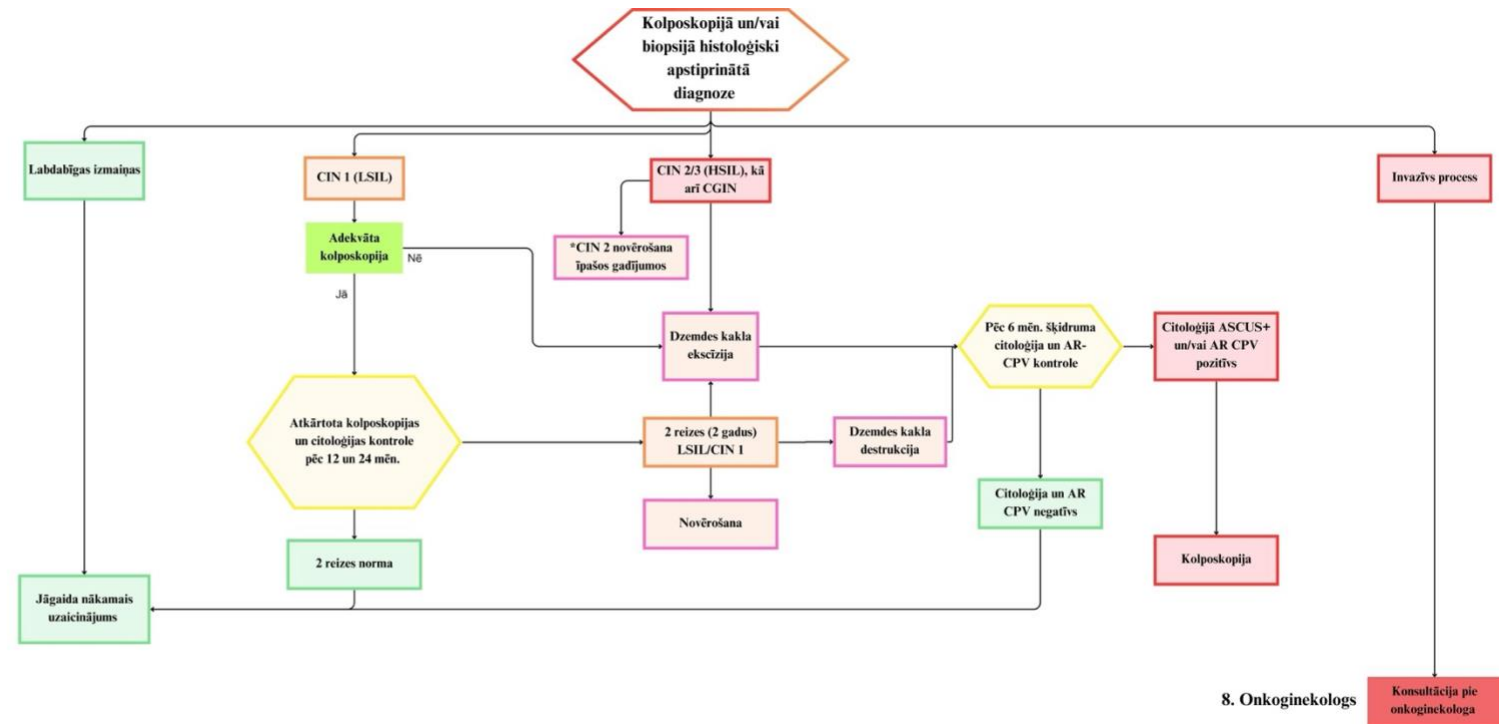 Kolposkopijā un/vai
biopsijā histoloģiski
apstiprinātā
diagnoze
Labdabīgas izmaiņas
CIN 1 (LSIL)
CIN 2/3 (HSIL), kā
arī CGIN
Invazīvs process
Adekvāta
kolposkopija
Nē
Jā
*CIN 2 novērošana
īpašos gadījumos
Dzemdes kakla
ekscīzija
Pēc 6 mēn. šķidruma
citoloģija un AR-
CPV kontrole
Citoloģijā ASCUS+
un/vai AR CPV
pozitīvs
Atkārtota kolposkopijas
un citoloģijas kontrole
pēc 12 un 24 mēn.
2 reizes (2 gadus)
LSIL/CIN 1
Dzemdes kakla
destrukcija
Citoloģija un AR
CPV negatīvs
Novērošana
Kolposkopija
2 reizes norma
Jāgaida nākamais
uzaicinājums
8. Onkoginekologs
Konsultācija pie
onkoginekologa